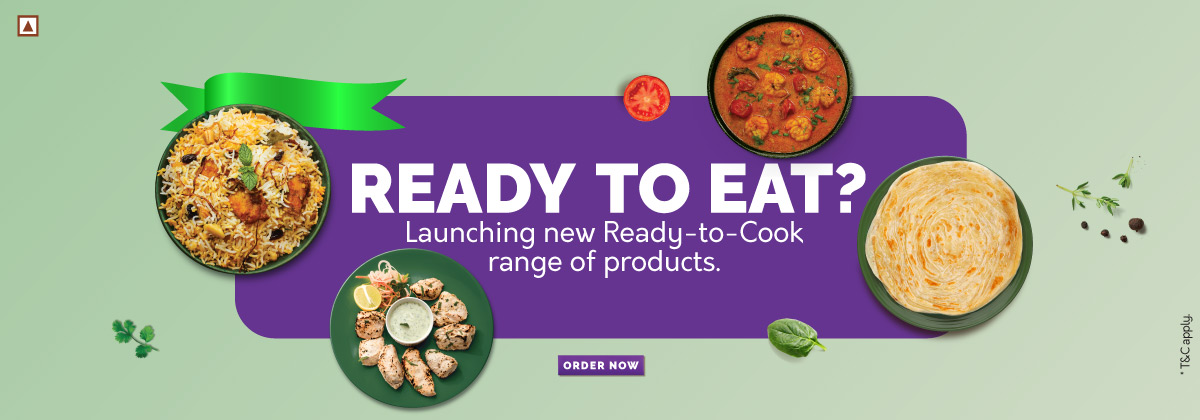 READY TO EAT?
Launching new Ready-to-Cook
range of products.
ORDER NOW
* T&C apply.